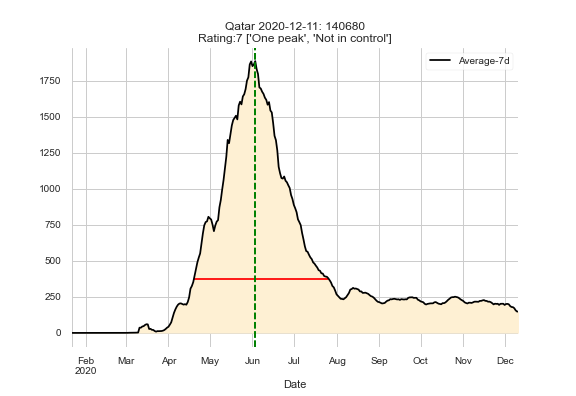 Qatar 2020-12-11: 140680
Rating:7 ['One peak', 'Not in control']
Average-7d
1750
1500
1250
1000
750
500
250
0
Feb Mar Apr May Jun Jul Aug Sep Oct Nov Dec
2020
Date